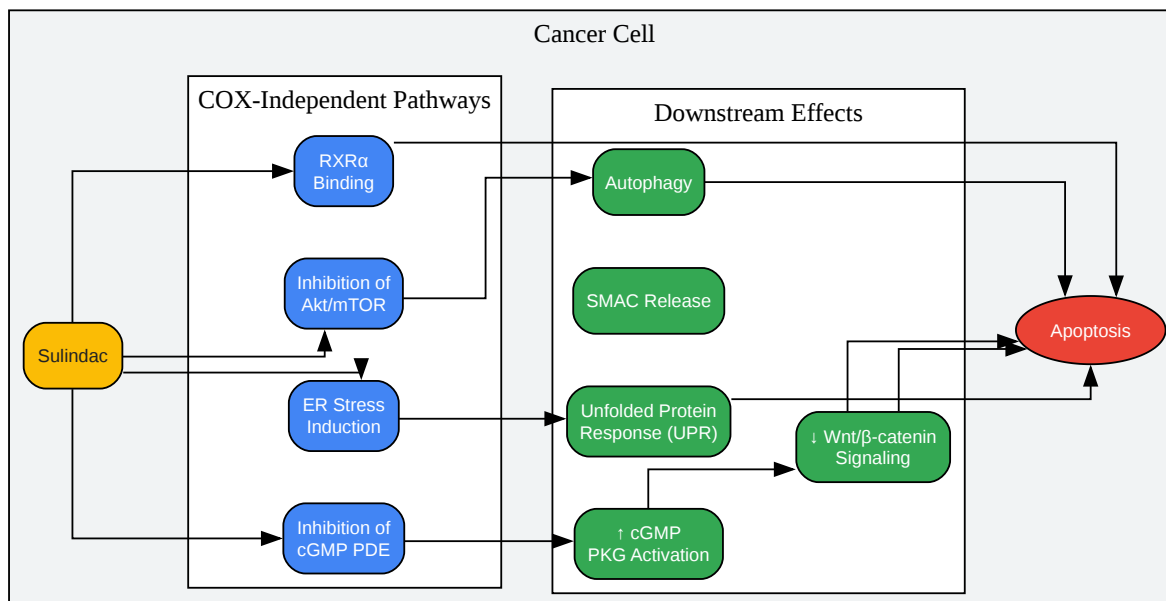 Cancer Cell
COX-Independent Pathways
Downstream Effects
RXRα
Binding
Autophagy
Inhibition of
Akt/mTOR
SMAC Release
Sulindac
Apoptosis
ER Stress
Induction
Unfolded Protein
Response (UPR)
↓ Wnt/β-catenin
Signaling
Inhibition of
cGMP PDE
↑ cGMP
PKG Activation